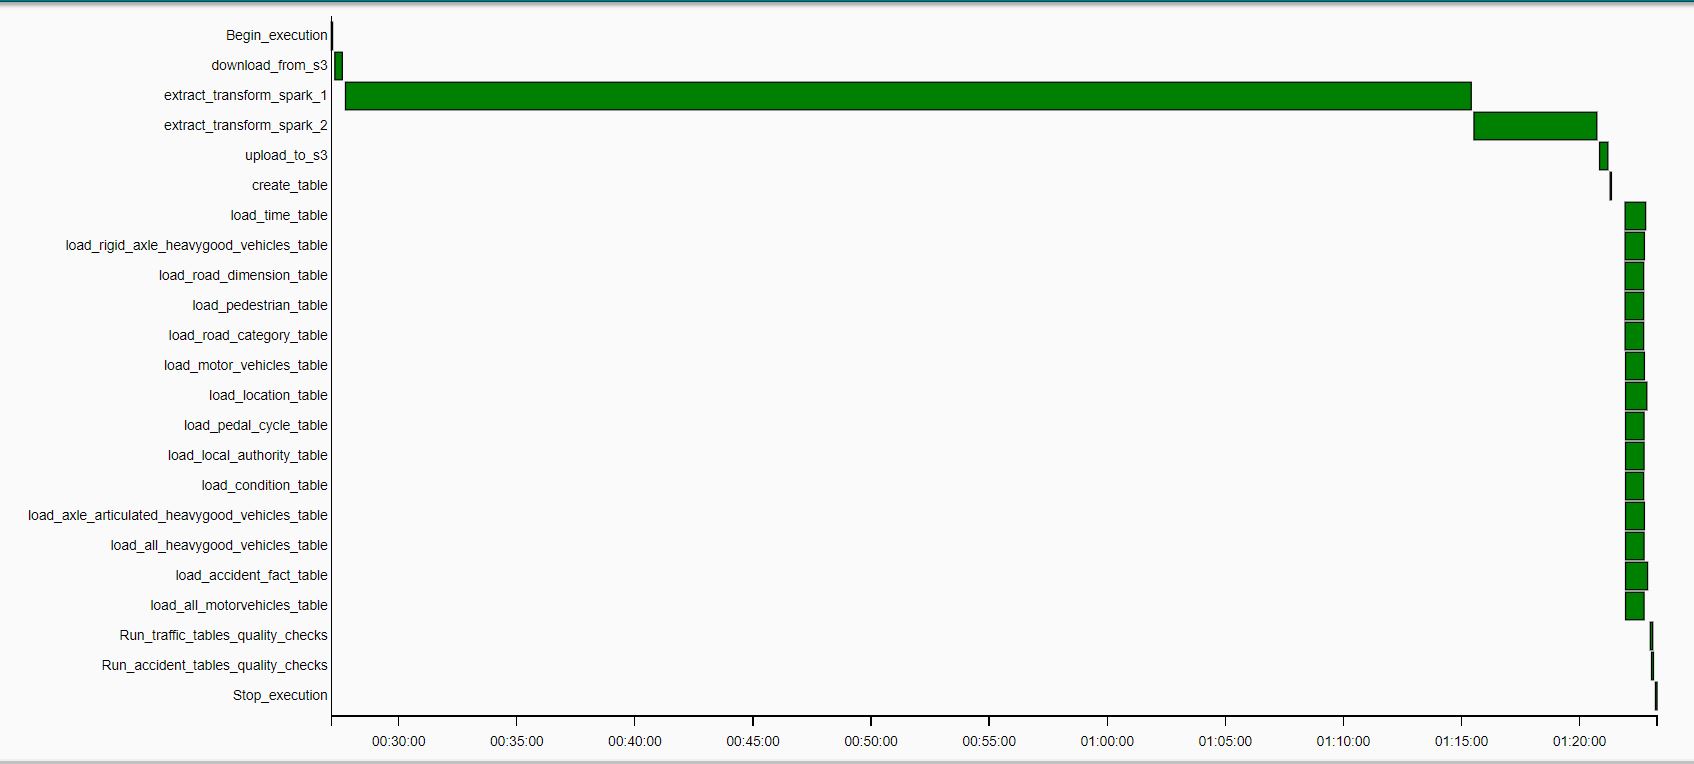 Begin_execution
download_from_s3
extract_transform_spark_1
extract_transform_spark_2
upload_to_s3
create_table
load_time_table
load_rigid_axle_heavygood_vehicles_table
load_road_dimension_table
load_pedestrian_table
load_road_category_table
load_motor_vehicles_table
load_location_table
load_pedal_cycle_table
load_local_authority_table
load_condition_table
load_axle_articulated_heavygood_vehicles_table
load_all_heavygood_vehicles_table
load_accident_fact_table
load_all_motorvehicles_table
Run_traffic_tables_quality_checks
Run_accident_tables_quality_checks
Stop_execution
00:30:00 00:35:00 00:40:00 00:45:00 00:50:00 00:55:00 01:00:00 01:05:00 01:10:00 01:15:00 01:20:00